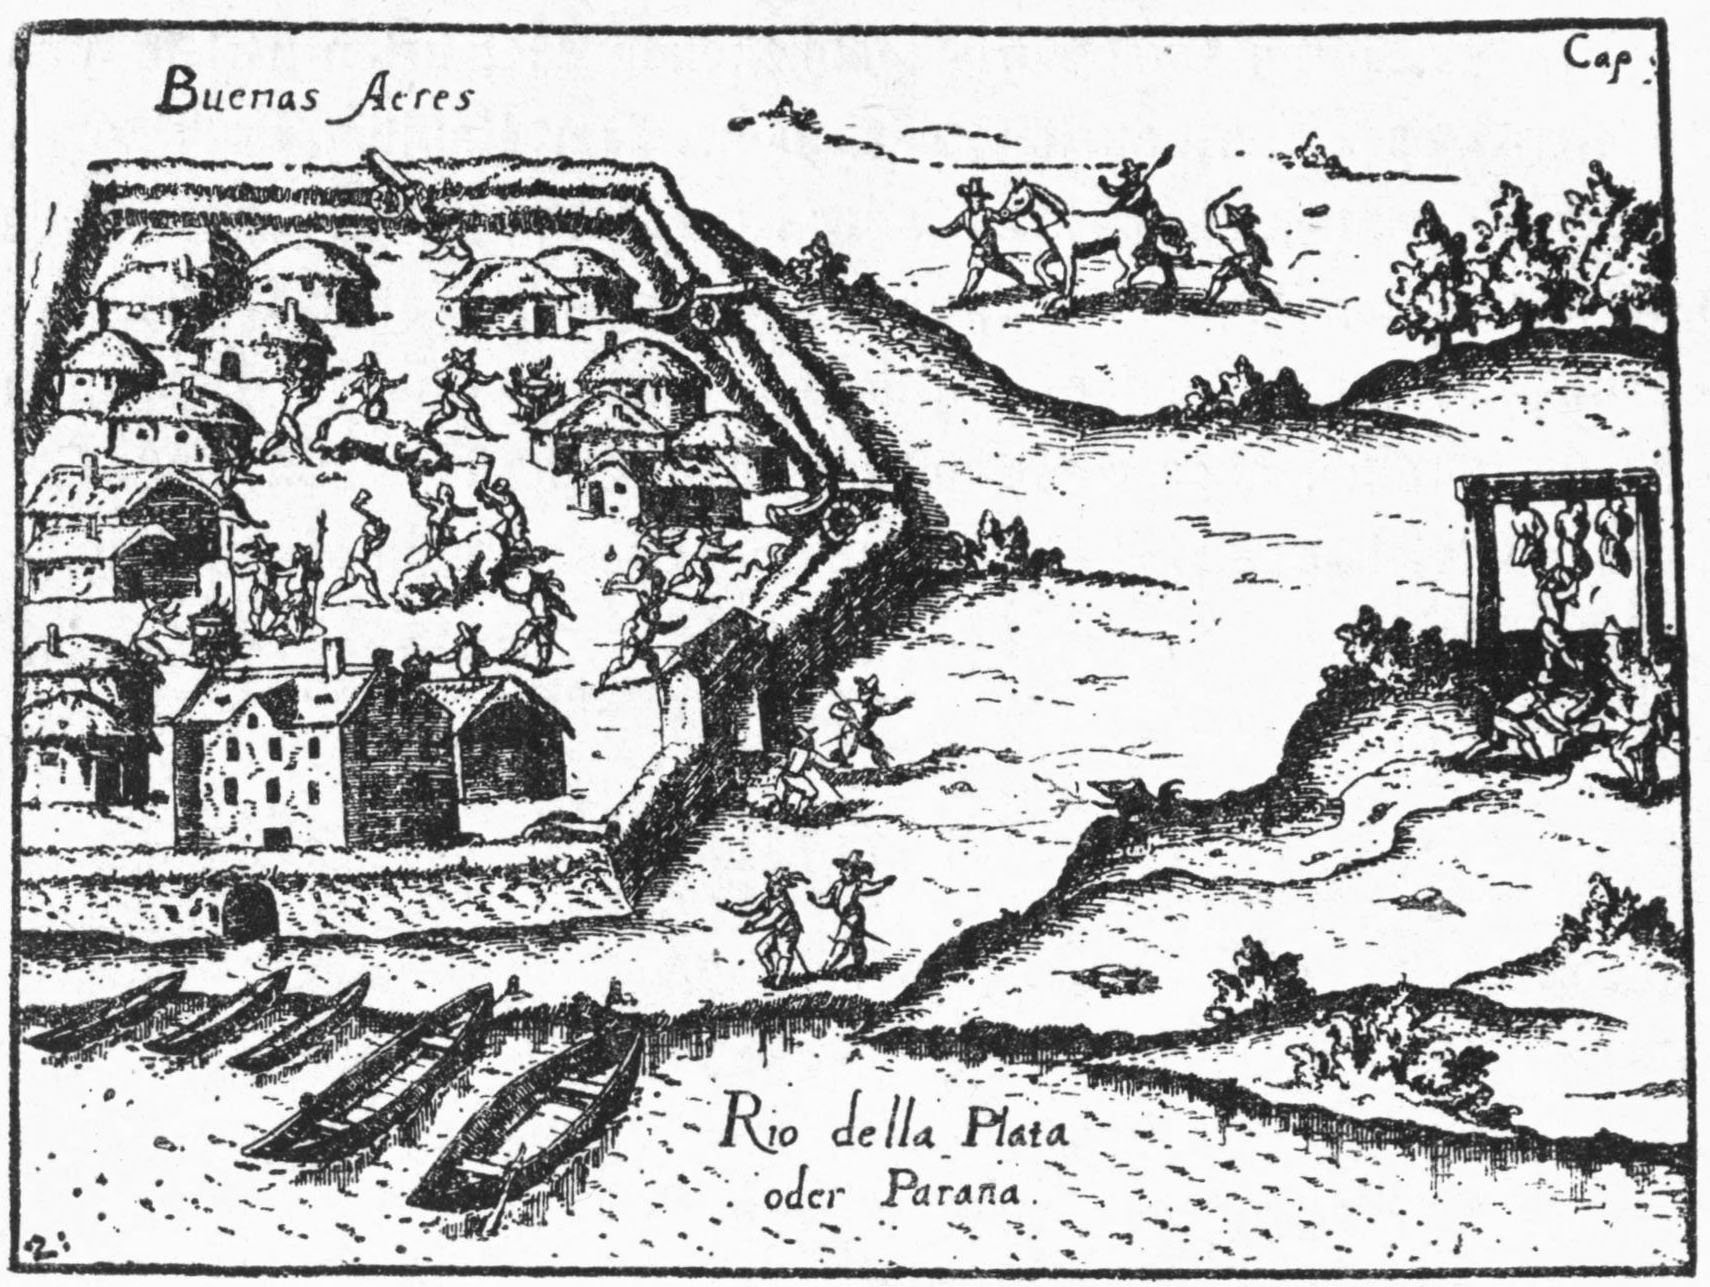 Buenas Aeres
Cap:
Rio della Plata
oder Parana.
2: